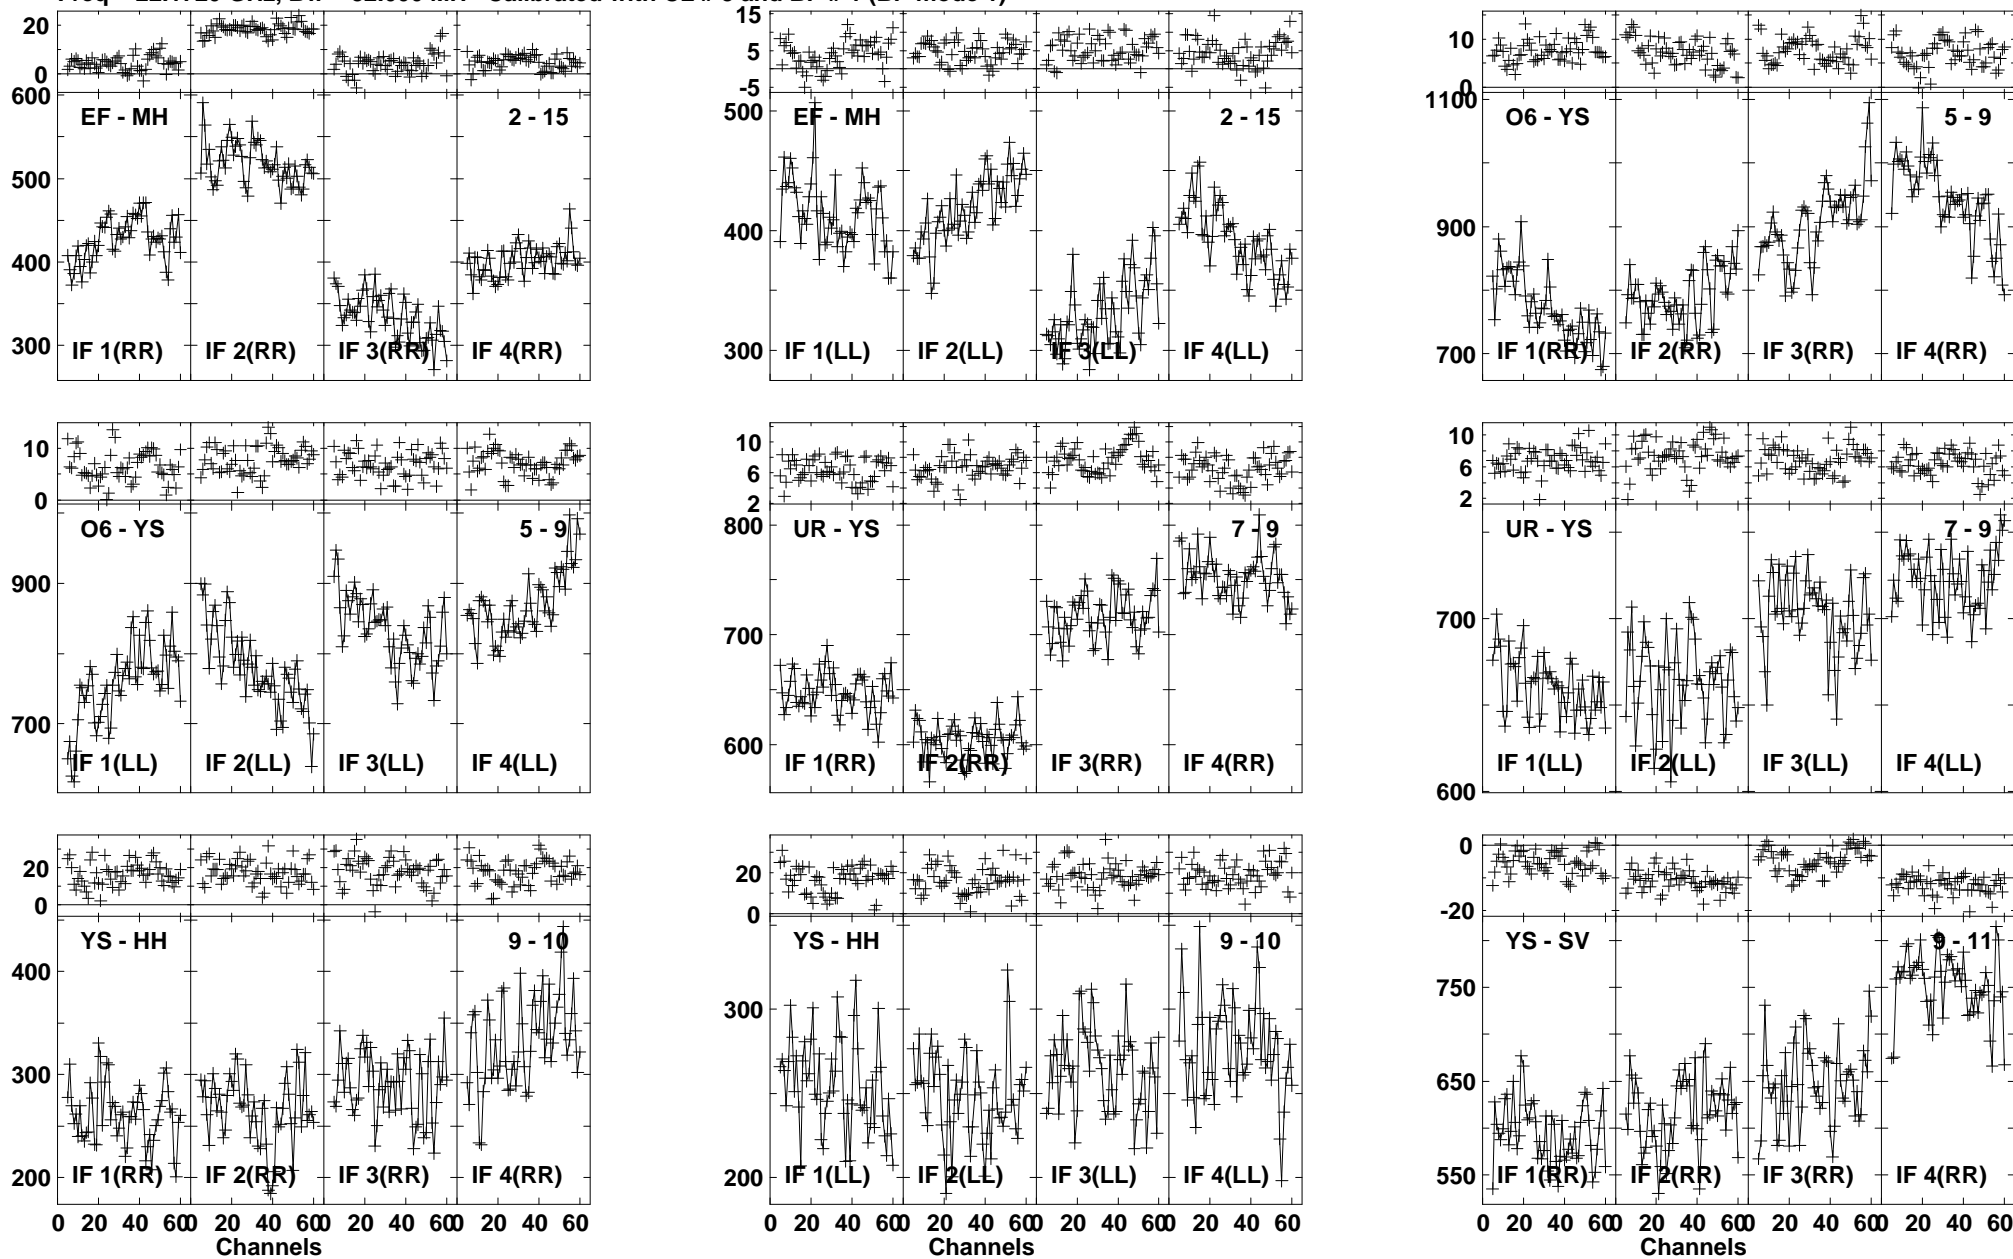 20 0 15 5 -5 10 0
600 500 400 300 EF - MH 2 - 15 IF 1(RR) IF 2(RR) IF 3(RR) IF 4(RR)
500 400 300 EF - MH 2 - 15 IF 1(LL) IF 2(LL) IF 3(LL) IF 4(LL)
1100 900 700 O6 - YS 5 - 9 IF 1(RR) IF 2(RR) IF 3(RR) IF 4(RR)
10 0 10 6 2 10 6 2
900 700 O6 - YS 5 - 9 IF 1(LL) IF 2(LL) IF 3(LL) IF 4(LL)
800 700 600 UR - YS 7 - 9 IF 1(RR) IF 2(RR) IF 3(RR) IF 4(RR)
700 600 UR - YS 7 - 9 IF 1(LL) IF 2(LL) IF 3(LL) IF 4(LL)
20 0 20 0 0 -20
400 300 200 YS - HH 9 - 10 IF 1(RR) IF 2(RR) IF 3(RR) IF 4(RR)
300 200 YS - HH 9 - 10 IF 1(LL) IF 2(LL) IF 3(LL) IF 4(LL)
750 650 550 YS - SV 9 - 11 IF 1(RR) IF 2(RR) IF 3(RR) IF 4(RR)
0 20 40 60 0 20 40 60 0 20 40 60 0 20 40 60
0 20 40 60 0 20 40 60 0 20 40 60 0 20 40 60
0 20 40 60 0 20 40 60 0 20 40 60 0 20 40 60
Channels Channels Channels